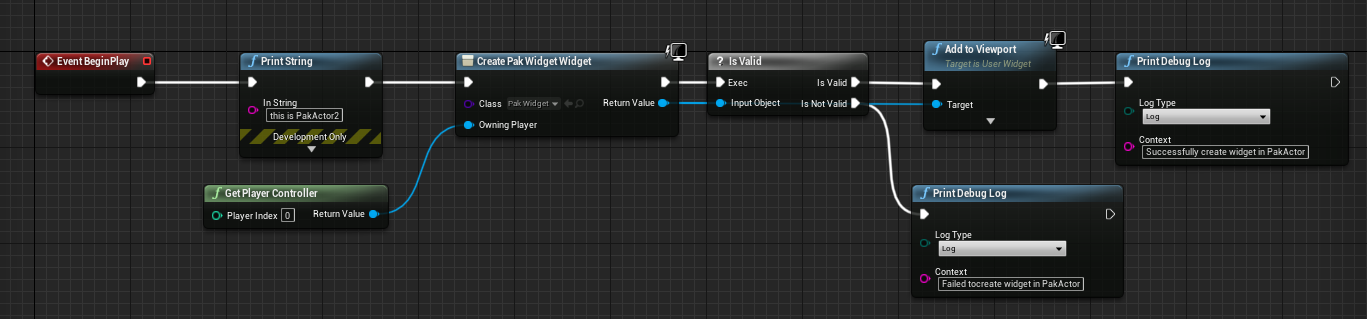 Event BeginPlay
Print String
In String
this is PakActor2
Development Only
Create Pak Widget Widget
Class Pak Widget
Return Value
Owning Player
Get Player Controller
Player Index 0
Return Value
Is Valid
Exec
Is Valid
Input Object
Is Not Valid
Add to Viewport
Target is User Widget
Target
Print Debug Log
Log Type
Log
Context
Successfully create widget in PakActor
Print Debug Log
Log Type
Log
Context
Failed tocreate widget in PakActor